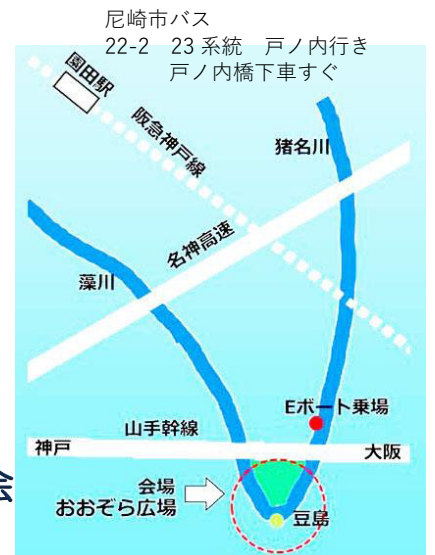 尼崎市バス
22-2 23 系統 戸ノ内行き
戸ノ内橋下車すぐ
園田駅
阪急神戸線
猪名川
名神高速
藻川
Eボート乗場
山手幹線
神戸
大阪
会場
おおぞら広場
豆島
会